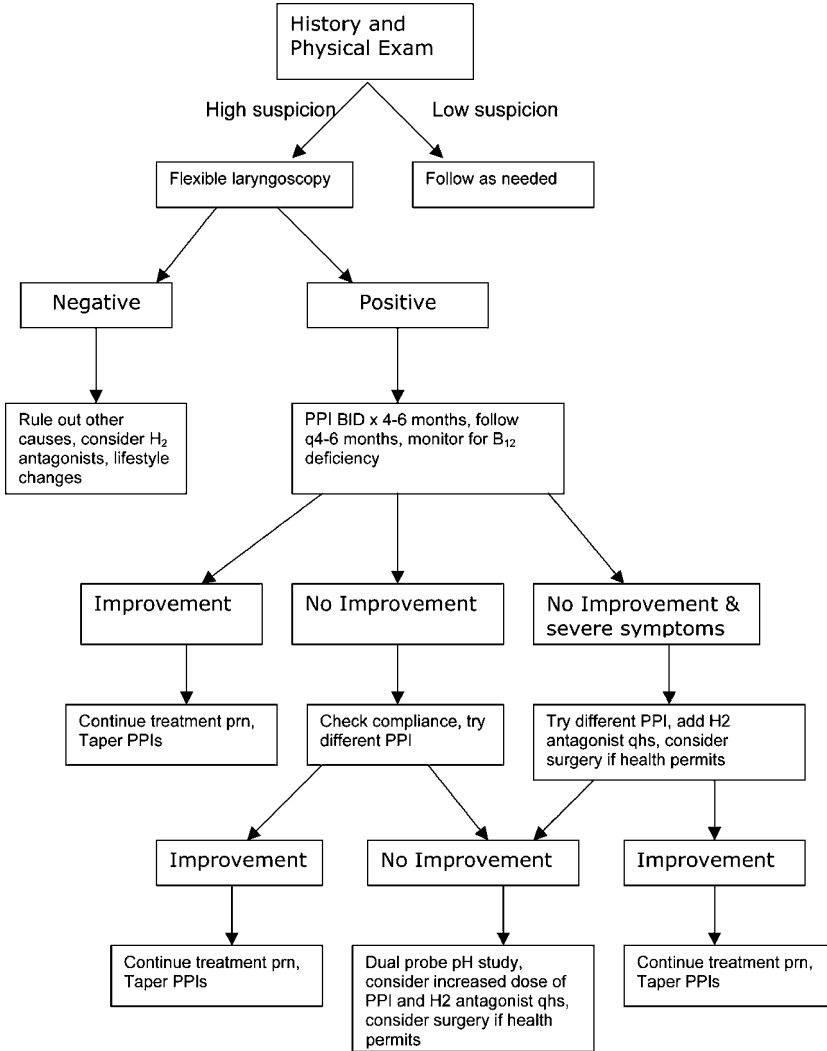 History and
Physical Exam
High suspicion
Low suspicion
Flexible laryngoscopy
Follow as needed
Negative
Positive
Rule out other
causes, consider H₂
antagonists, lifestyle
changes
PPI BID x 4-6 months, follow
q4-6 months, monitor for B₁₂
deficiency
Improvement
No Improvement
No Improvement &
severe symptoms
Continue treatment prn,
Taper PPIs
Check compliance, try
different PPI
Try different PPI, add H2
antagonist qhs, consider
surgery if health permits
Improvement
No Improvement
Improvement
Continue treatment prn,
Taper PPIs
Dual probe pH study,
consider increased dose of
PPI and H2 antagonist qhs,
consider surgery if health
permits
Continue treatment prn,
Taper PPIs